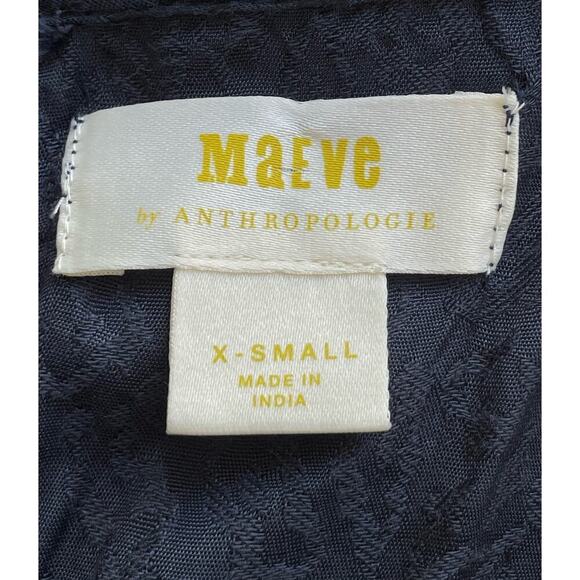 MaEve
by ANTHROPOLOGIE
X-SMALL
MADE IN
INDIA